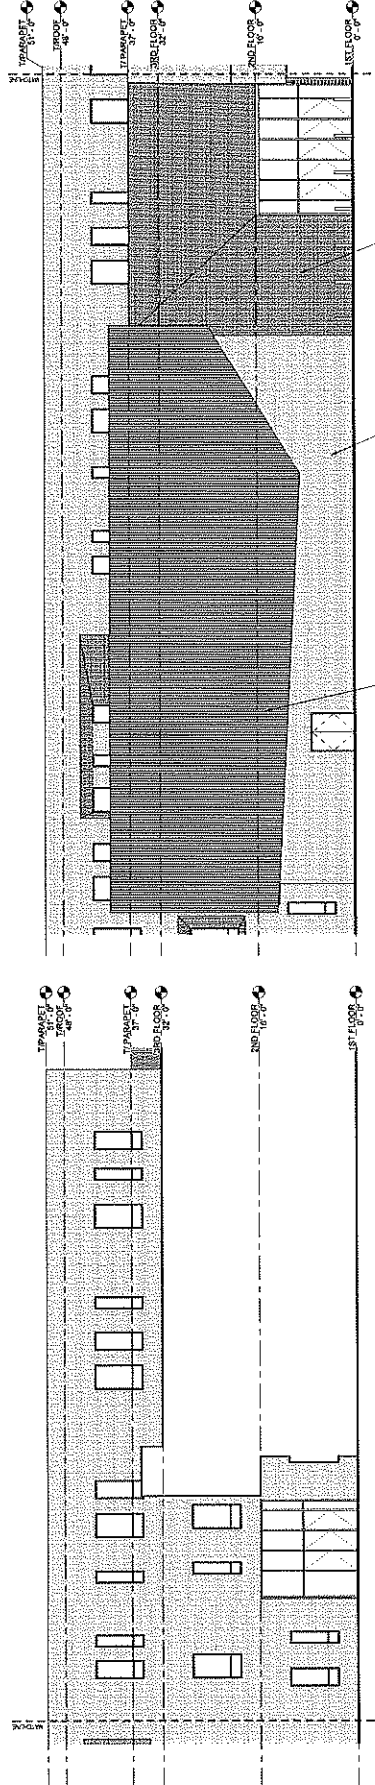 T/PARAPET
51' - 0"
T/ROOF
48' - 0"
T/ PARAPET
37' - 0"
3RD FLOOR
32' - 0"
2ND FLOOR
16' - 0"
1ST FLOOR
0' - 0"
MATCHLINE
T/PARAPET
51' - 0"
T/ROOF
48' - 0"
T/ PARAPET
37' - 0"
3RD FLOOR
32' - 0"
2ND FLOOR
16' - 0"
1ST FLOOR
0' - 0"
MATCHLINE